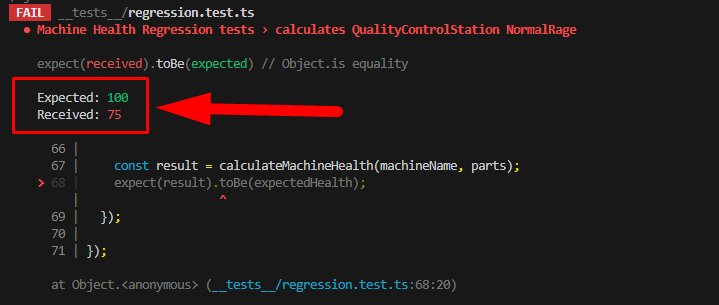 FAIL __tests__/regression.test.ts
● Machine Health Regression tests › calculates QualityControlStation NormalRage
expect(received).toBe(expected) // Object.is equality
Expected: 100
Received: 75
66 |
67 | const result = calculateMachineHealth(machineName, parts);
> 68 | expect(result).toBe(expectedHealth);
| ^
69 | });
70 |
71 | });
at Object.<anonymous> (__tests__/regression.test.ts:68:20)